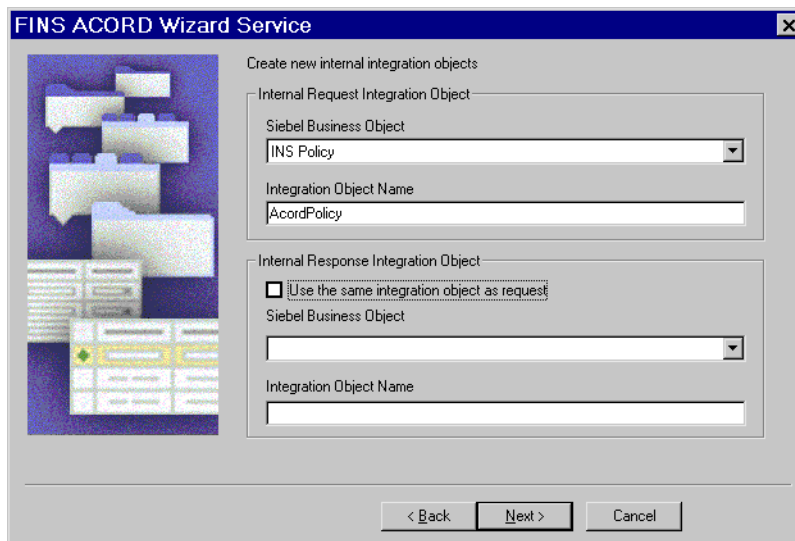 FINS ACORD Wizard Service
Create new internal integration objects
Internal Request Integration Object
Siebel Business Object
INS Policy
Integration Object Name
AcordPolicy
Internal Response Integration Object
Use the same integration object as request
Siebel Business Object
Integration Object Name
< Back
Next >
Cancel